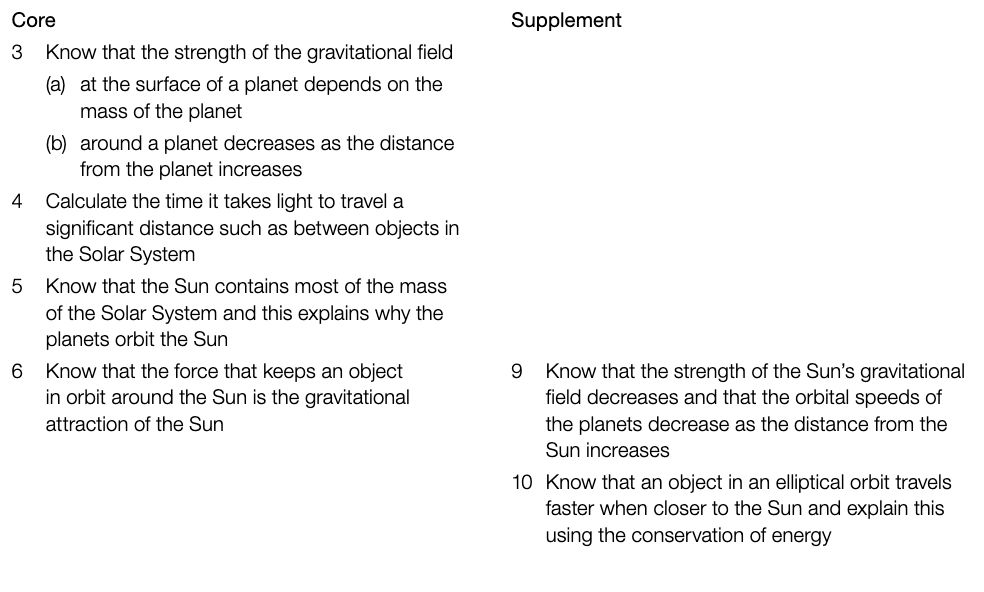 Core
3 Know that the strength of the gravitational field
(a) at the surface of a planet depends on the
mass of the planet
(b) around a planet decreases as the distance
from the planet increases
4 Calculate the time it takes light to travel a
significant distance such as between objects in
the Solar System
5 Know that the Sun contains most of the mass
of the Solar System and this explains why the
planets orbit the Sun
6 Know that the force that keeps an object
in orbit around the Sun is the gravitational
attraction of the Sun
Supplement
9 Know that the strength of the Sun’s gravitational
field decreases and that the orbital speeds of
the planets decrease as the distance from the
Sun increases
10 Know that an object in an elliptical orbit travels
faster when closer to the Sun and explain this
using the conservation of energy